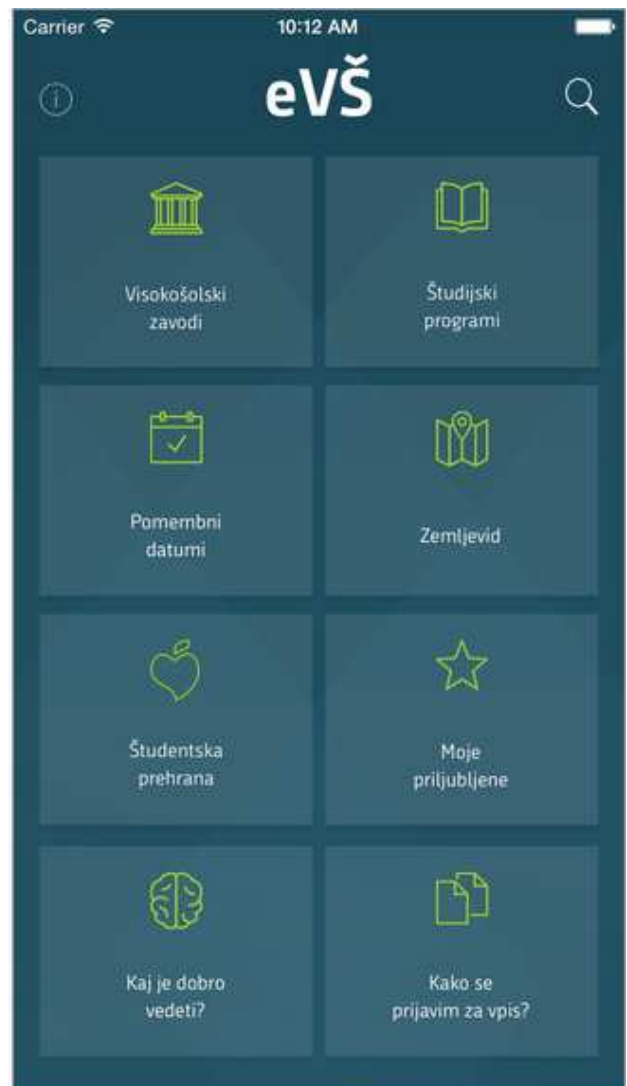 Carrier 10:12 AM
eVŠ
Visokošolski
zavodi
Študijski
programi
Pomembni
datumi
Zemljevid
Študentska
prehrana
Moje
priljubljene
Kaj je dobro
vedeti?
Kako se
prijavim za vpis?